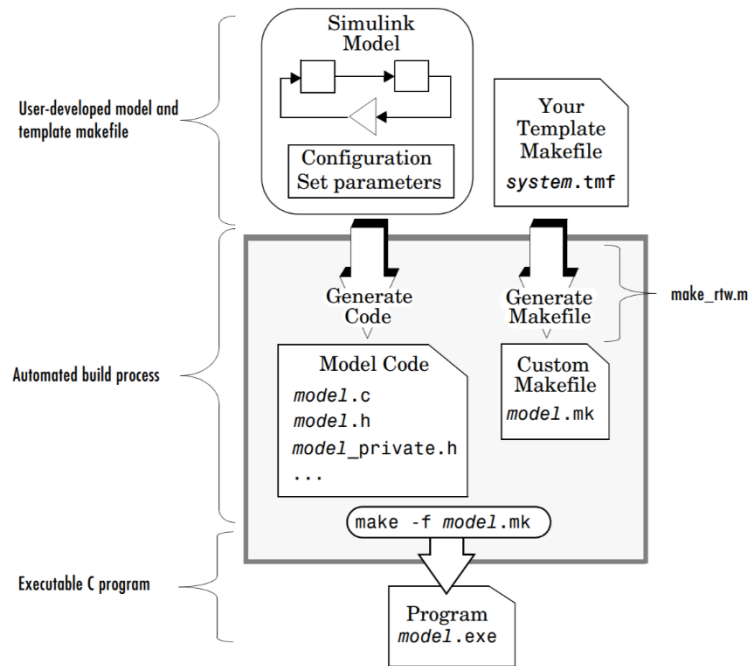 Simulink
Model
User-developed model and
template makefile
Configuration
Set parameters
Your
Template
Makefile
system.tmf
Automated build process
Generate
Code
Generate
Makefile
make_rtw.m
Model Code
model.c
model.h
model_private.h
...
Custom
Makefile
model.mk
make -f model.mk
Executable C program
Program
model.exe